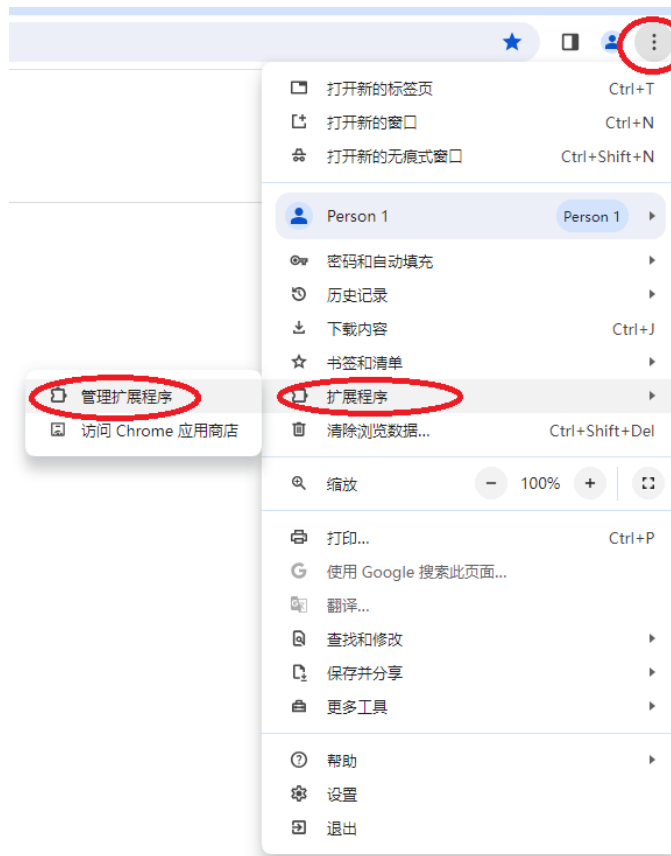 打开新的标签页 Ctrl+T
打开新的窗口 Ctrl+N
打开新的无痕式窗口 Ctrl+Shift+N
Person 1 Person 1
密码和自动填充
历史记录
下载内容 Ctrl+J
书签和清单
管理扩展程序
访问 Chrome 应用商店
扩展程序
清除浏览数据... Ctrl+Shift+Del
缩放 − 100% +
打印... Ctrl+P
使用 Google 搜索此页面...
翻译...
查找和修改
保存并分享
更多工具
帮助
设置
退出